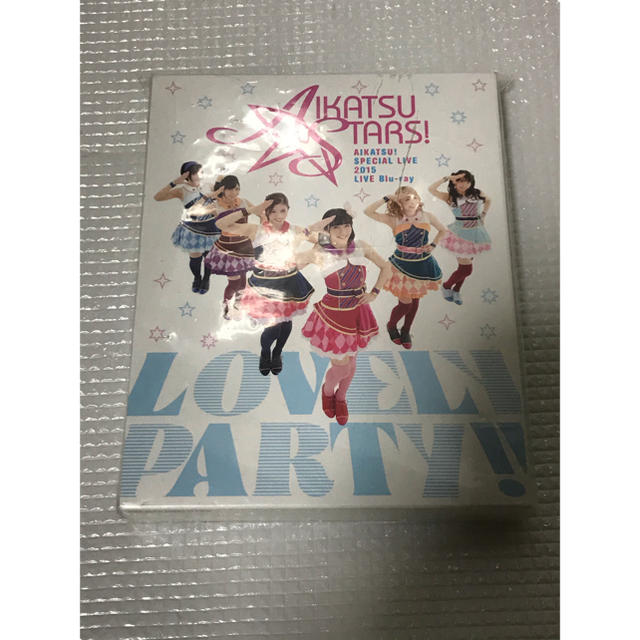 AIKATSU
STARS!
AIKATSU!
SPECIAL LIVE
2015
LIVE Blu-ray
LOVELY
PARTY!!